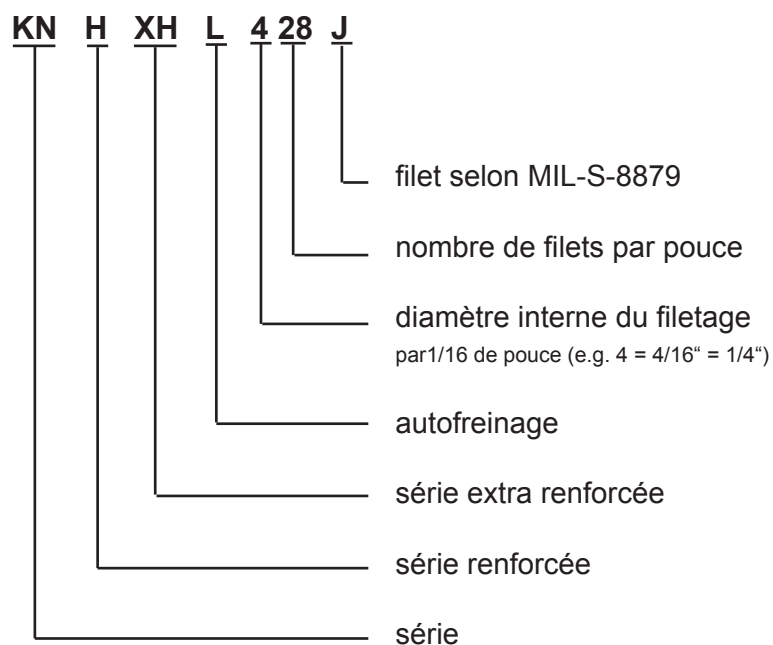 KN H XH L 4 28 J
filet selon MIL-S-8879
nombre de filets par pouce
diamètre interne du filetage
par1/16 de pouce (e.g. 4 = 4/16“ = 1/4“)
autofreinage
série extra renforcée
série renforcée
série